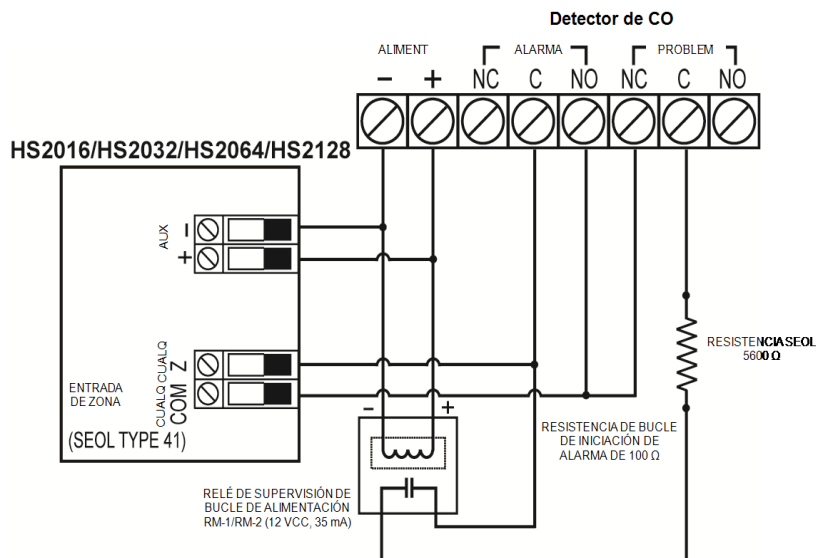 Detector de CO
ALIMENT
ALARMA
PROBLEM
− + NC C NO NC C NO
HS2016/HS2032/HS2064/HS2128
AUX
−
+
CUALQ CUALQ
COM Z
ENTRADA
DE ZONA
(SEOL TYPE 41)
RESISTENCIA SEOL
5600 Ω
− +
RESISTENCIA DE BUCLE
DE INICIACIÓN DE
ALARMA DE 100 Ω
RELÉ DE SUPERVISIÓN DE
BUCLE DE ALIMENTACIÓN
RM-1/RM-2 (12 VCC, 35 mA)